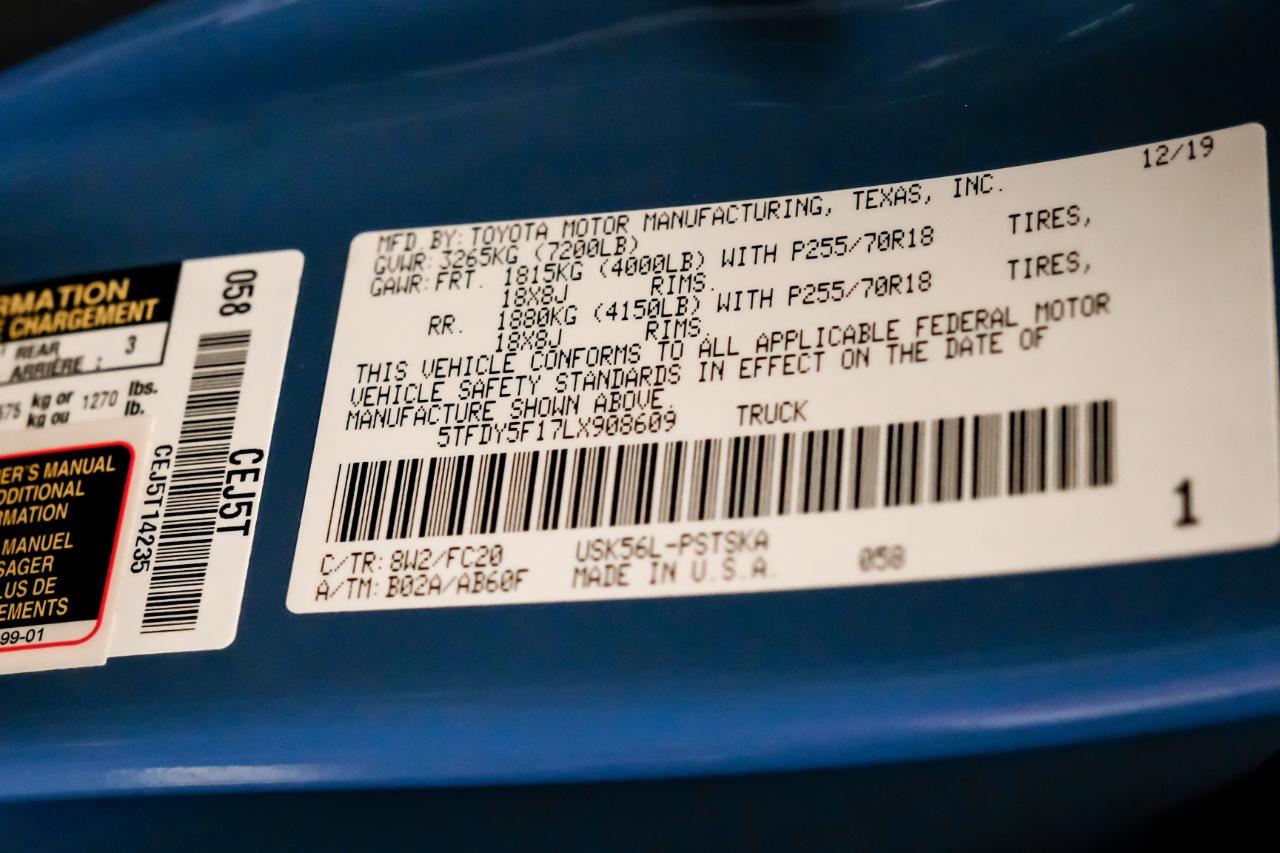 RMATION
E CHARGEMENT
REAR 3
ARRIÈRE :
575 kg or 1270 lbs.
kg ou lb.
ER'S MANUAL
DDITIONAL
RMATION
MANUEL
SAGER
LUS DE
EMENTS
99-01
058
CEJ5T
CEJ5T14235
12/19
MFD. BY: TOYOTA MOTOR MANUFACTURING, TEXAS, INC.
GVWR: 3265KG (7200LB)
GAWR: FRT. 1815KG (4000LB) WITH P255/70R18 TIRES,
18X8J RIMS.
RR. 1880KG (4150LB) WITH P255/70R18 TIRES,
18X8J RIMS.
THIS VEHICLE CONFORMS TO ALL APPLICABLE FEDERAL MOTOR
VEHICLE SAFETY STANDARDS IN EFFECT ON THE DATE OF
MANUFACTURE SHOWN ABOVE.
5TFDY5F17LX908609 TRUCK
C/TR: 8W2/FC20 USK56L-PSTSKA
A/TM: B02A/AB60F MADE IN U.S.A. 058
1